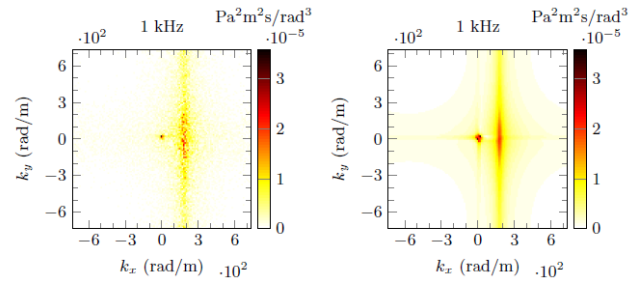 Pa²m²s/rad³
·10²
1 kHz
·10⁻⁵
6
3
0
−3
−6
k_y (rad/m)
−6 −3 0 3 6
k_x (rad/m)
·10²
3
2
1
0
Pa²m²s/rad³
·10²
1 kHz
·10⁻⁵
6
3
0
−3
−6
k_y (rad/m)
−6 −3 0 3 6
k_x (rad/m)
·10²
3
2
1
0